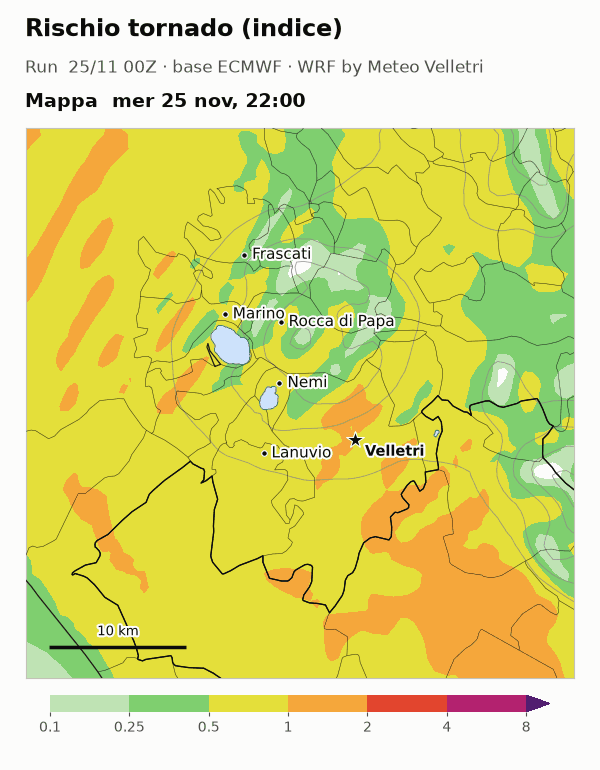 Rischio tornado (indice)
Run  25/11 00Z · base ECMWF · WRF by Meteo Velletri
Mappa  mer 25 nov, 22:00
Frascati
Marino
Rocca di Papa
Nemi
Velletri
Lanuvio
10 km
0.1 0.25 0.5 1 2 4 8